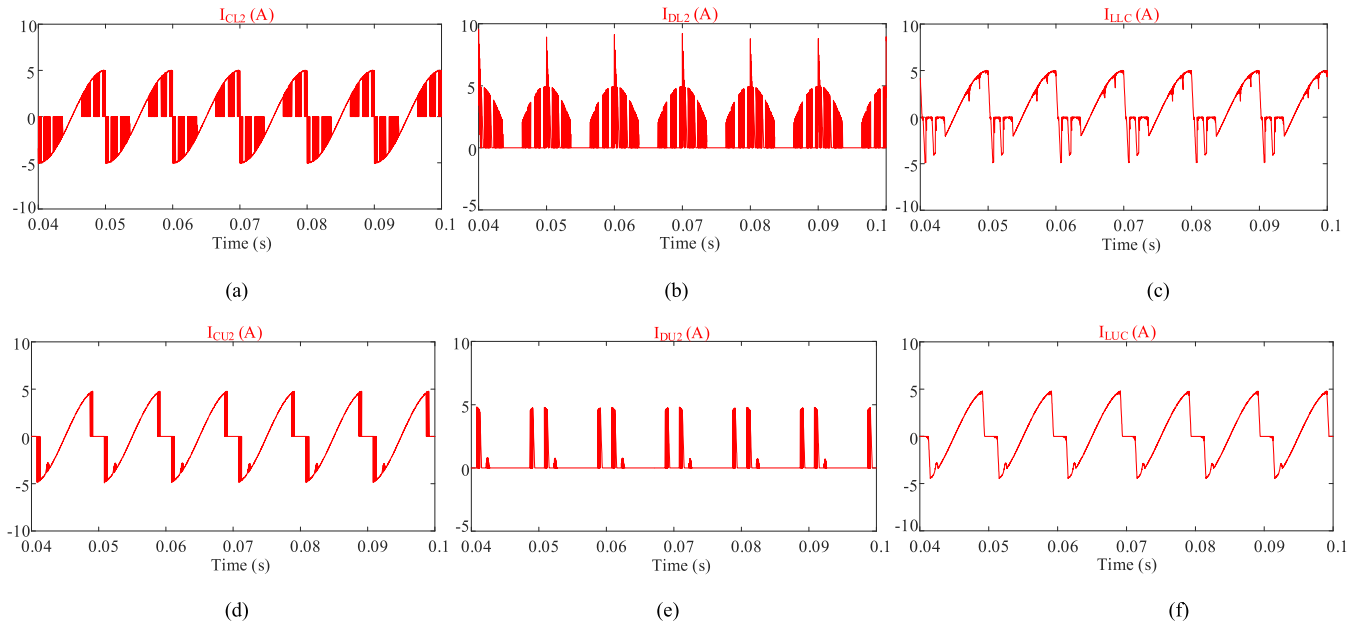 I_CL2 (A) I_DL2 (A) I_LLC (A)
10 10 10
5 5 5
0 0 0
-5 5 -5
-10 -10
0.04 0.05 0.06 0.07 0.08 0.09 0.1 0.04 0.05 0.06 0.07 0.08 0.09 0.1 0.04 0.05 0.06 0.07 0.08 0.09 0.1
Time (s) Time (s) Time (s)
(a) (b) (c)
I_CU2 (A) I_DU2 (A) I_LUC (A)
10 10 10
5 5 5
0 0 0
-5 -5 -5
-10 -10
0.04 0.05 0.06 0.07 0.08 0.09 0.1 0.04 0.05 0.06 0.07 0.08 0.09 0.1 0.04 0.05 0.06 0.07 0.08 0.09 0.1
Time (s) Time (s) Time (s)
(d) (e) (f)